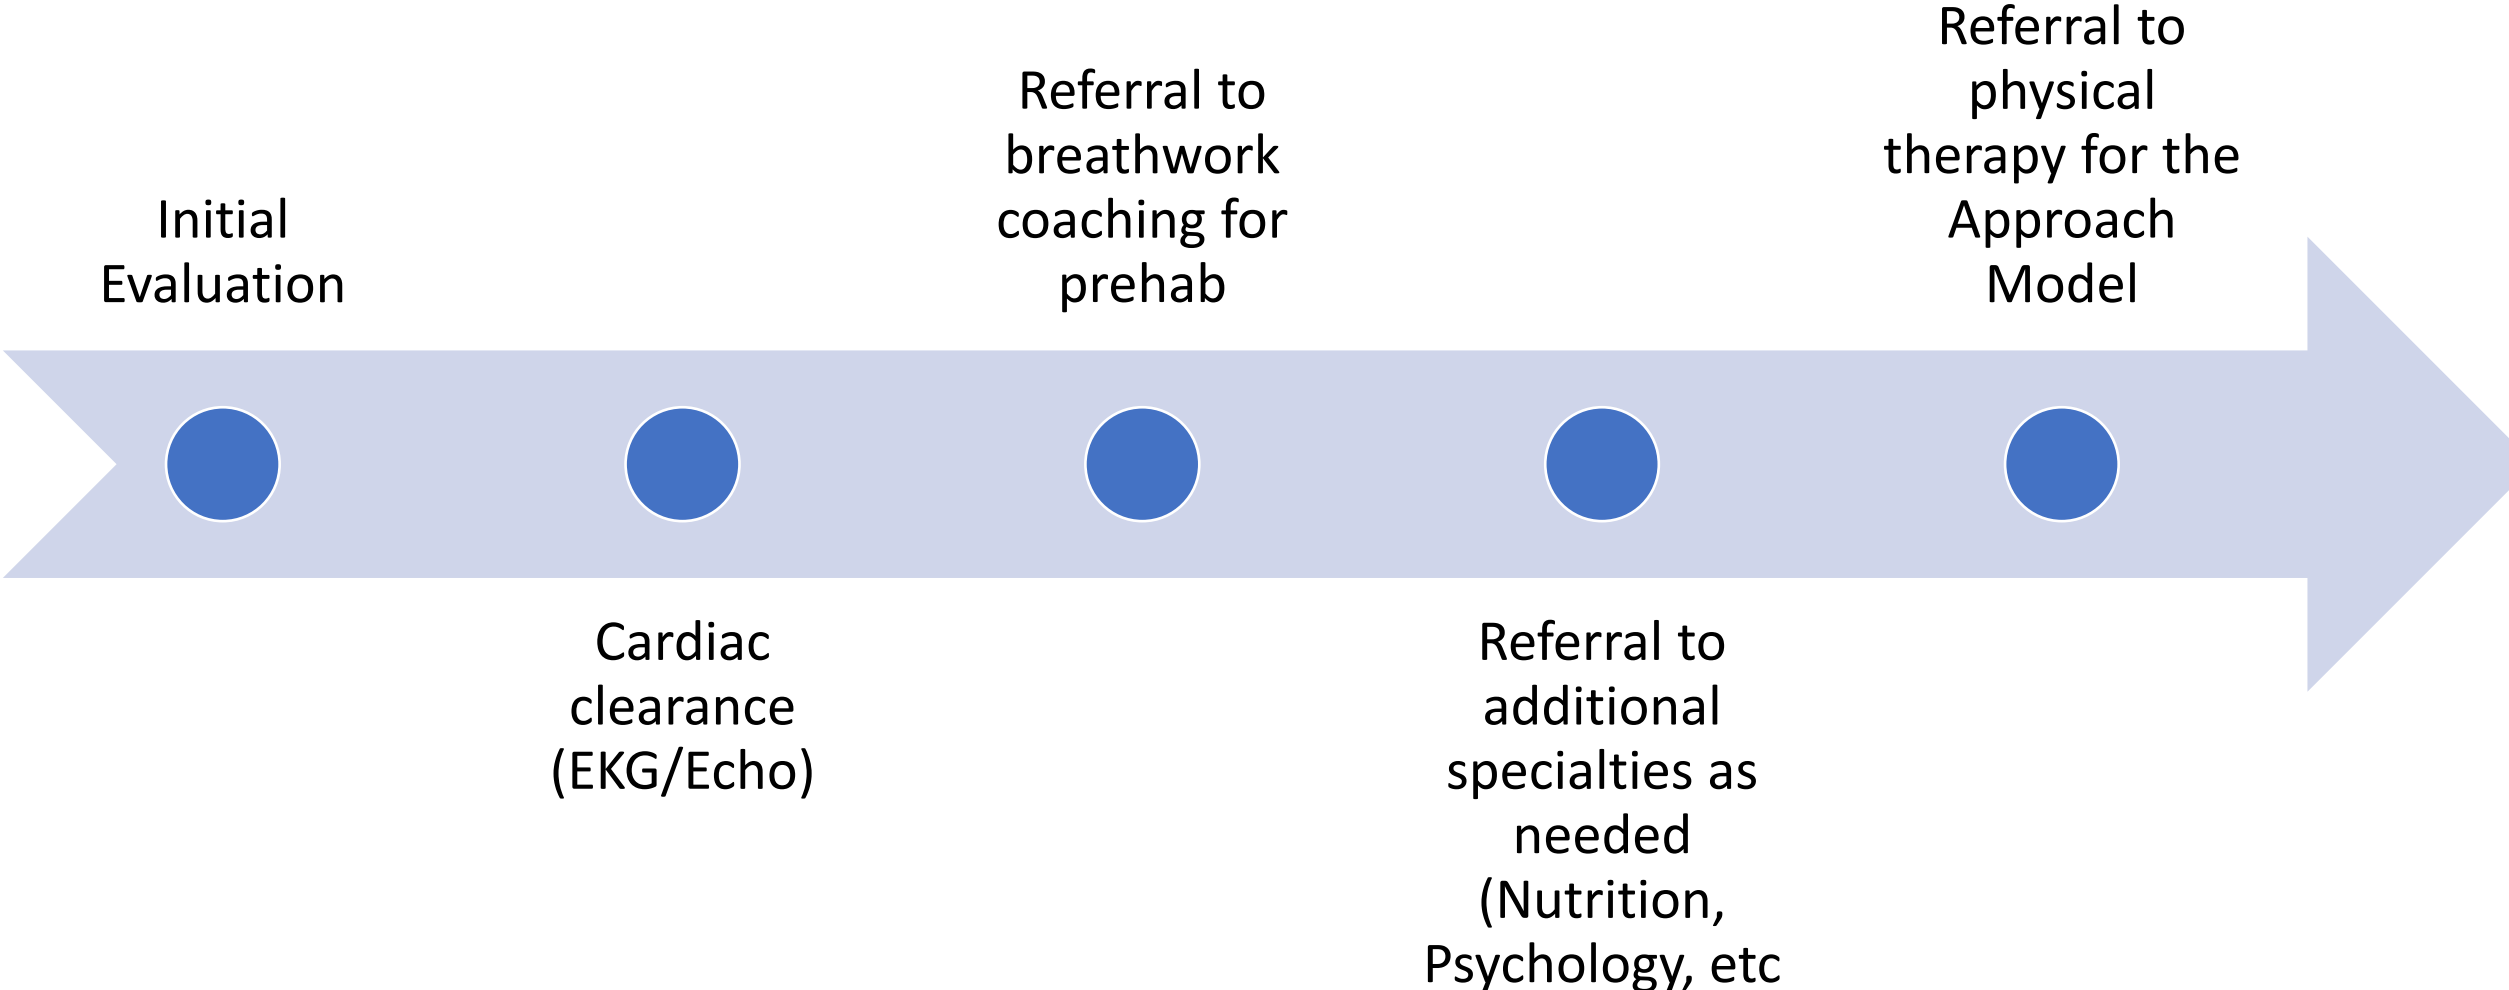 Initial
Evaluation
Cardiac
clearance
(EKG/Echo)
Referral to
breathwork
coaching for
prehab
Referral to
additional
specialties as
needed
(Nutrition,
Psychology, etc
Referral to
physical
therapy for the
Approach
Model